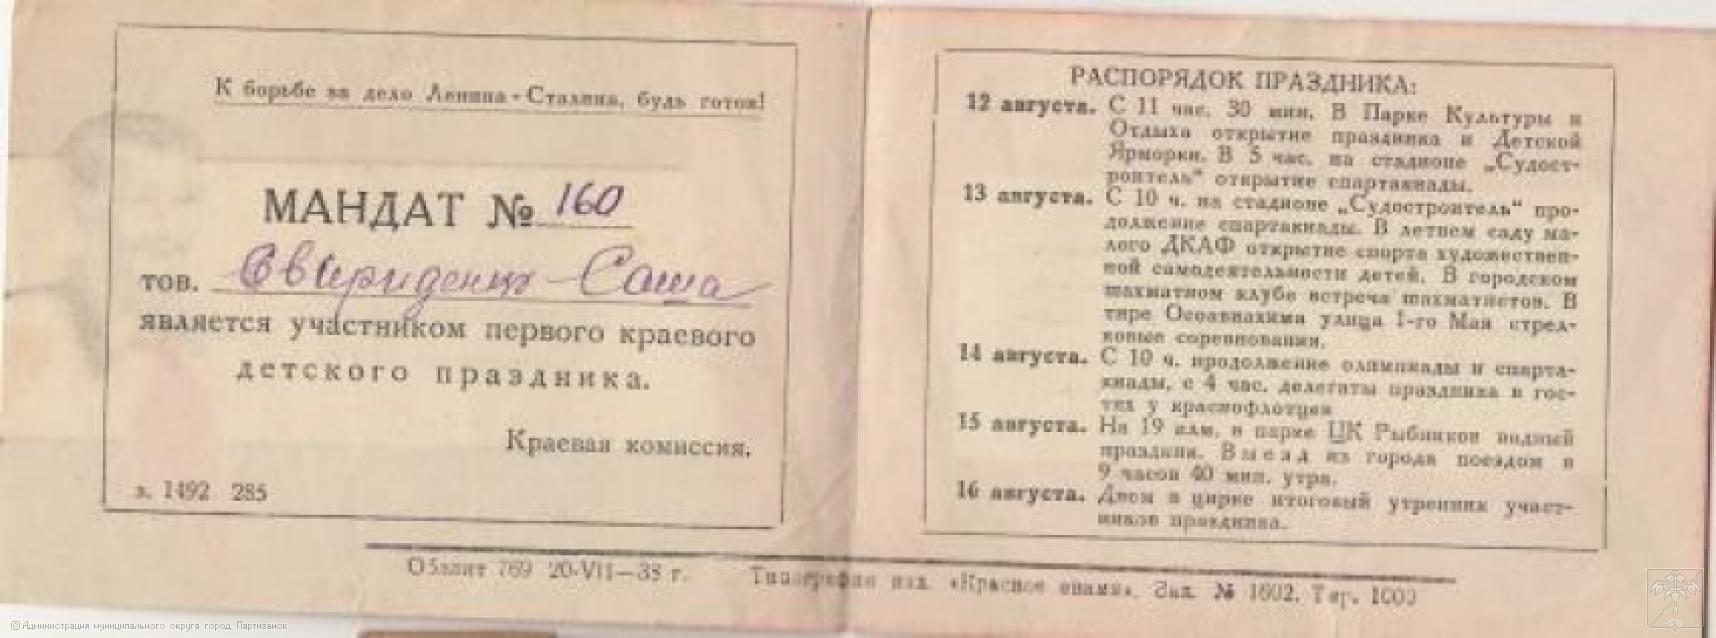 К борьбе за дело Ленина-Сталина, будь готов!
МАНДАТ № 160
тов. Свириденко Саша
является участником первого краевого
детского праздника.
Краевая комиссия.
з. 1492 285
РАСПОРЯДОК ПРАЗДНИКА:
12 августа. С 11 час. 30 мин. В Парке Культуры и
Отдыха открытие праздника и Детской
Ярморки. В 5 час. на стадионе „Судост-
роитель“ открытие спартакиады.
13 августа. С 10 ч. на стадионе „Судостроитель“ про-
должение спартакиады. В летнем саду ма-
лого ДКАФ открытие спорта художествен-
ной самодеятельности детей. В городском
шахматном клубе встреча шахматистов. В
тире Осоавиахима улица 1-го Мая стрел-
ковые соревнования.
14 августа. С 10 ч. продолжение олимпиады и спарта-
киады, с 4 час. делегаты праздника в гос-
тях у краснофлотцев
15 августа. На 19 клм. в парке ЦК Рыбников водный
праздник. Выезд из города поездом в
9 часов 40 мин. утра.
16 августа. Днем в цирке итоговый утренник участ-
ников праздника.
Обллит 769 20-VII—38 г. Типография изд. «Красное знамя». Зак. № 1602. Тир. 1000
© Администрация муниципального округа город Партизанск